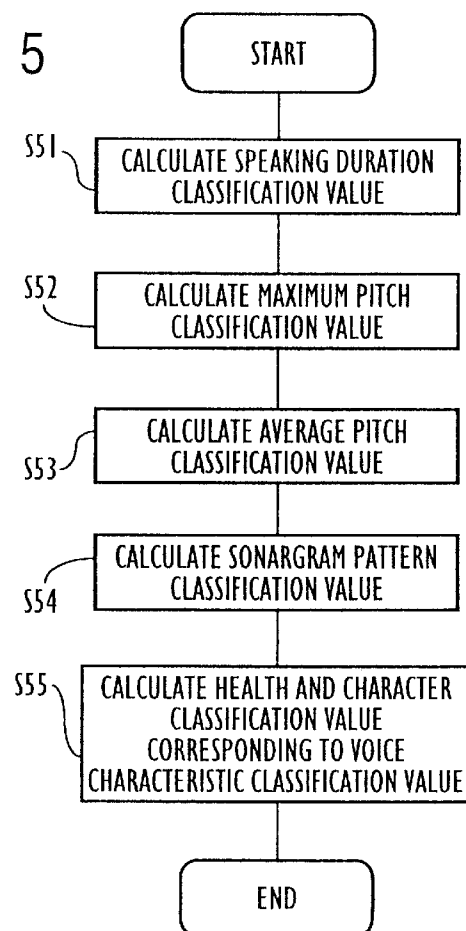 5
START
S51
CALCULATE SPEAKING DURATION
CLASSIFICATION VALUE
S52
CALCULATE MAXIMUM PITCH
CLASSIFICATION VALUE
S53
CALCULATE AVERAGE PITCH
CLASSIFICATION VALUE
S54
CALCULATE SONARGRAM PATTERN
CLASSIFICATION VALUE
S55
CALCULATE HEALTH AND CHARACTER
CLASSIFICATION VALUE
CORRESPONDING TO VOICE
CHARACTERISTIC CLASSIFICATION VALUE
END